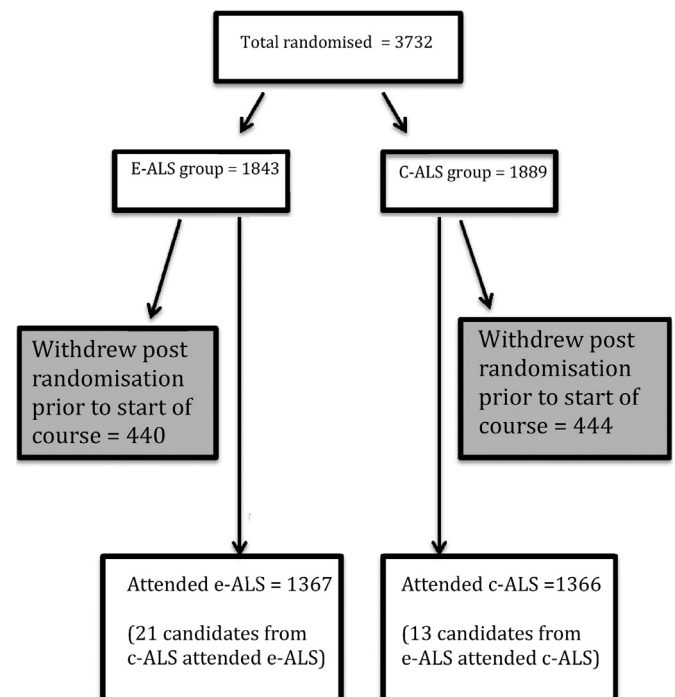 Total randomised = 3732
E-ALS group = 1843
C-ALS group = 1889
Withdrew post
randomisation
prior to start of
course = 440
Withdrew post
randomisation
prior to start of
course = 444
Attended e-ALS = 1367
(21 candidates from
c-ALS attended e-ALS)
Attended c-ALS =1366
(13 candidates from
e-ALS attended c-ALS)